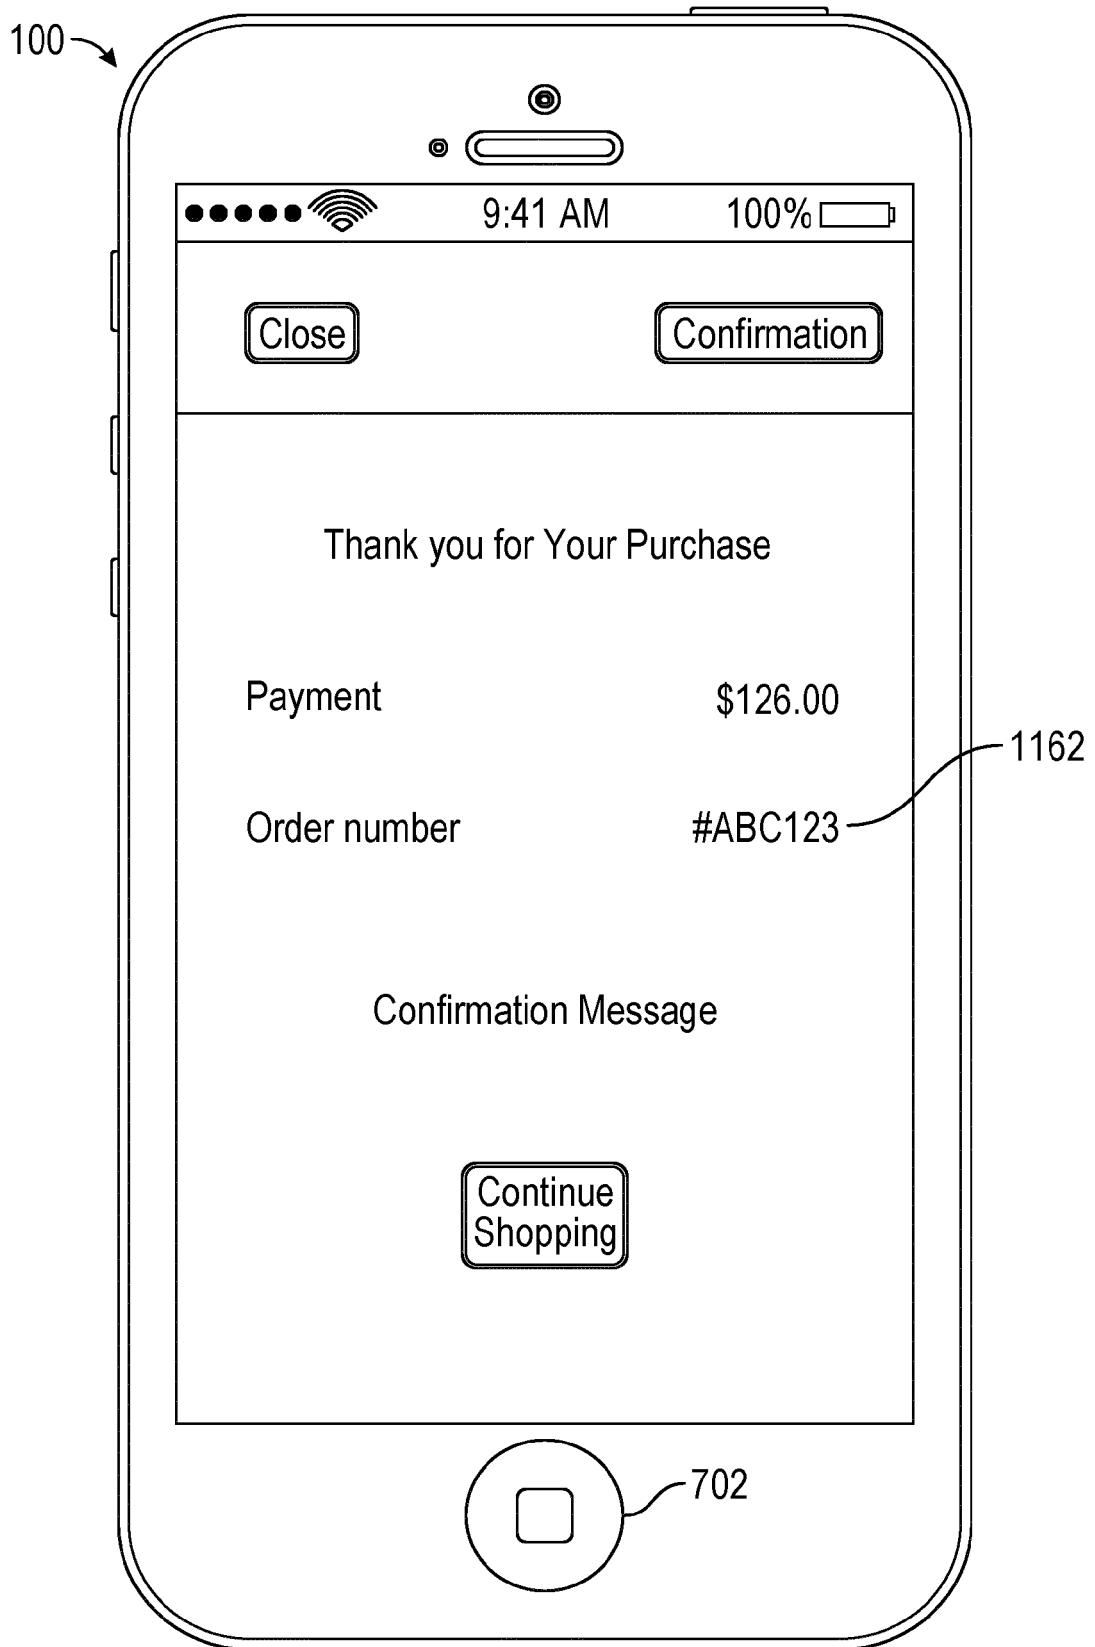 100
9:41 AM 100%
Close Confirmation
Thank you for Your Purchase
Payment $126.00
1162
Order number #ABC123
Confirmation Message
Continue
Shopping
702